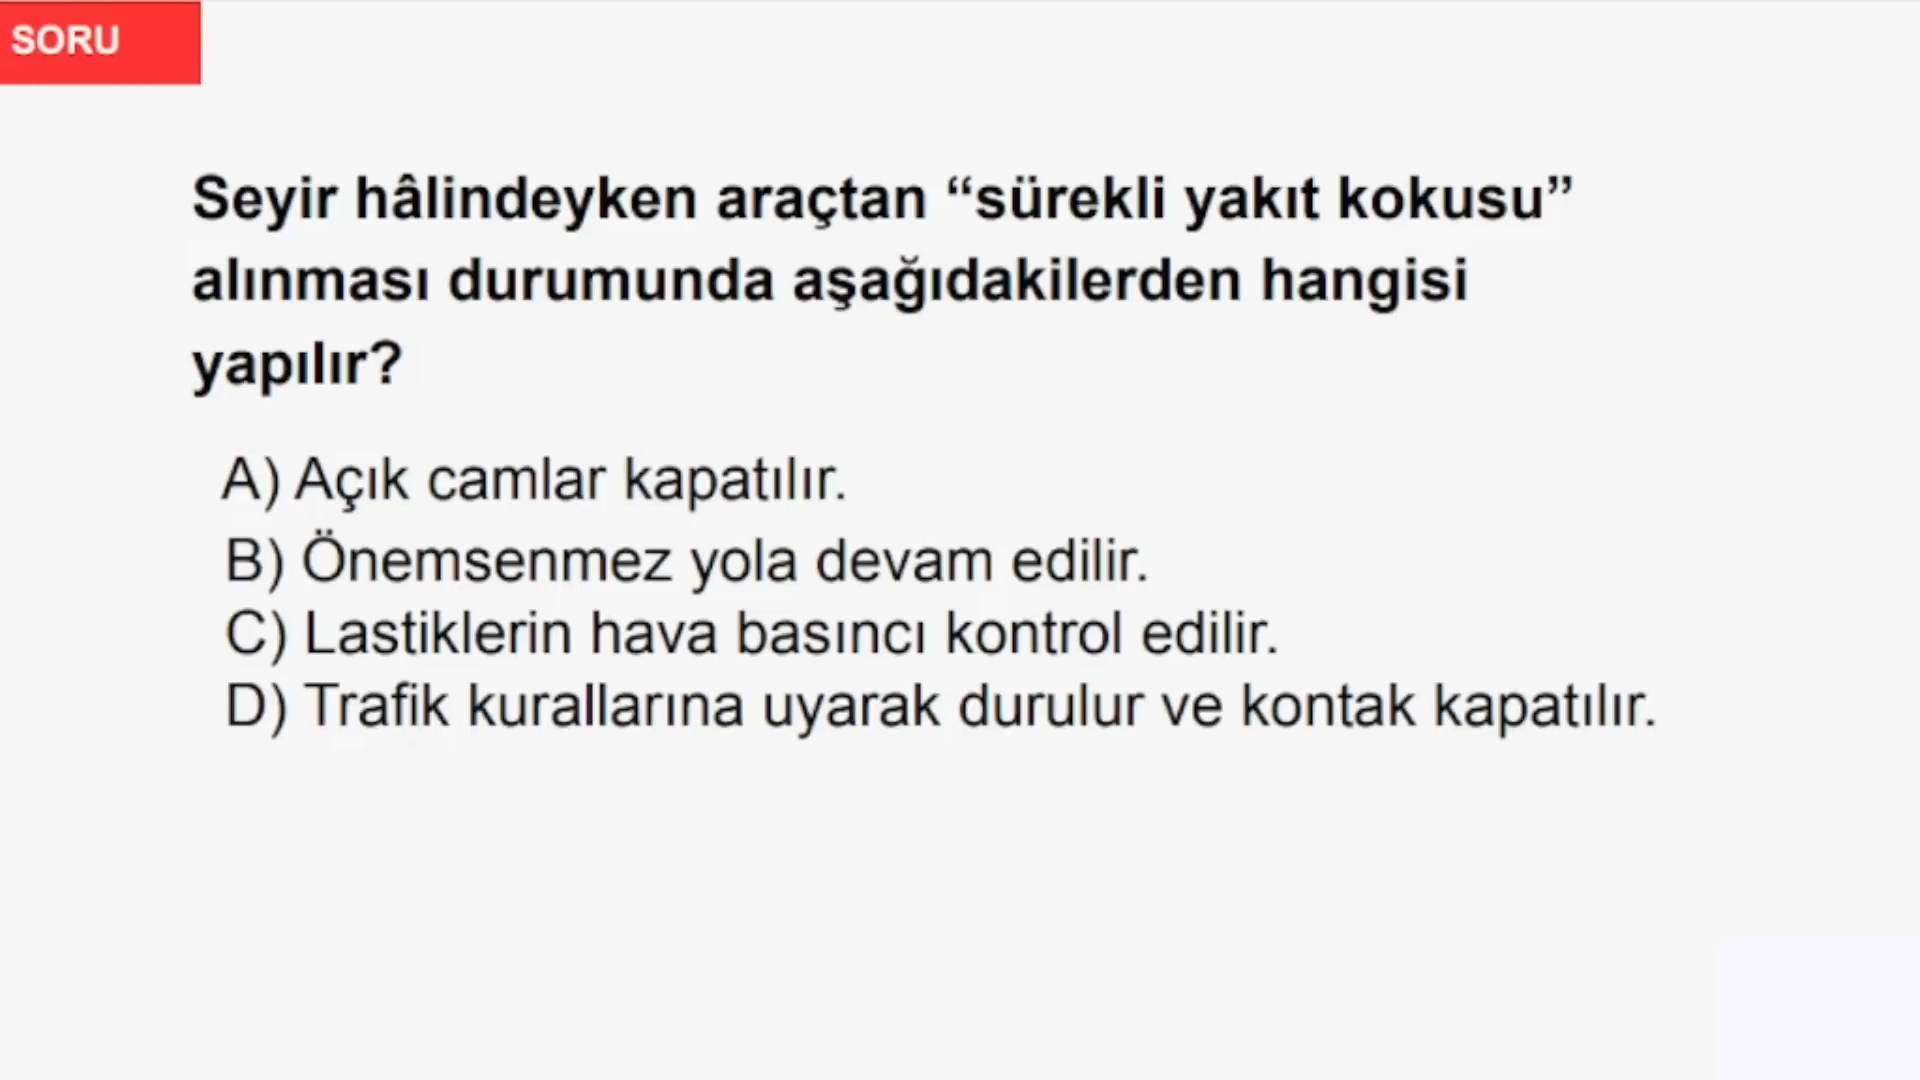 SORU
Seyir hâlindeyken araçtan “sürekli yakıt kokusu”
alınması durumunda aşağıdakilerden hangisi
yapılır?
A) Açık camlar kapatılır.
B) Önemsenmez yola devam edilir.
C) Lastiklerin hava basıncı kontrol edilir.
D) Trafik kurallarına uyarak durulur ve kontak kapatılır.